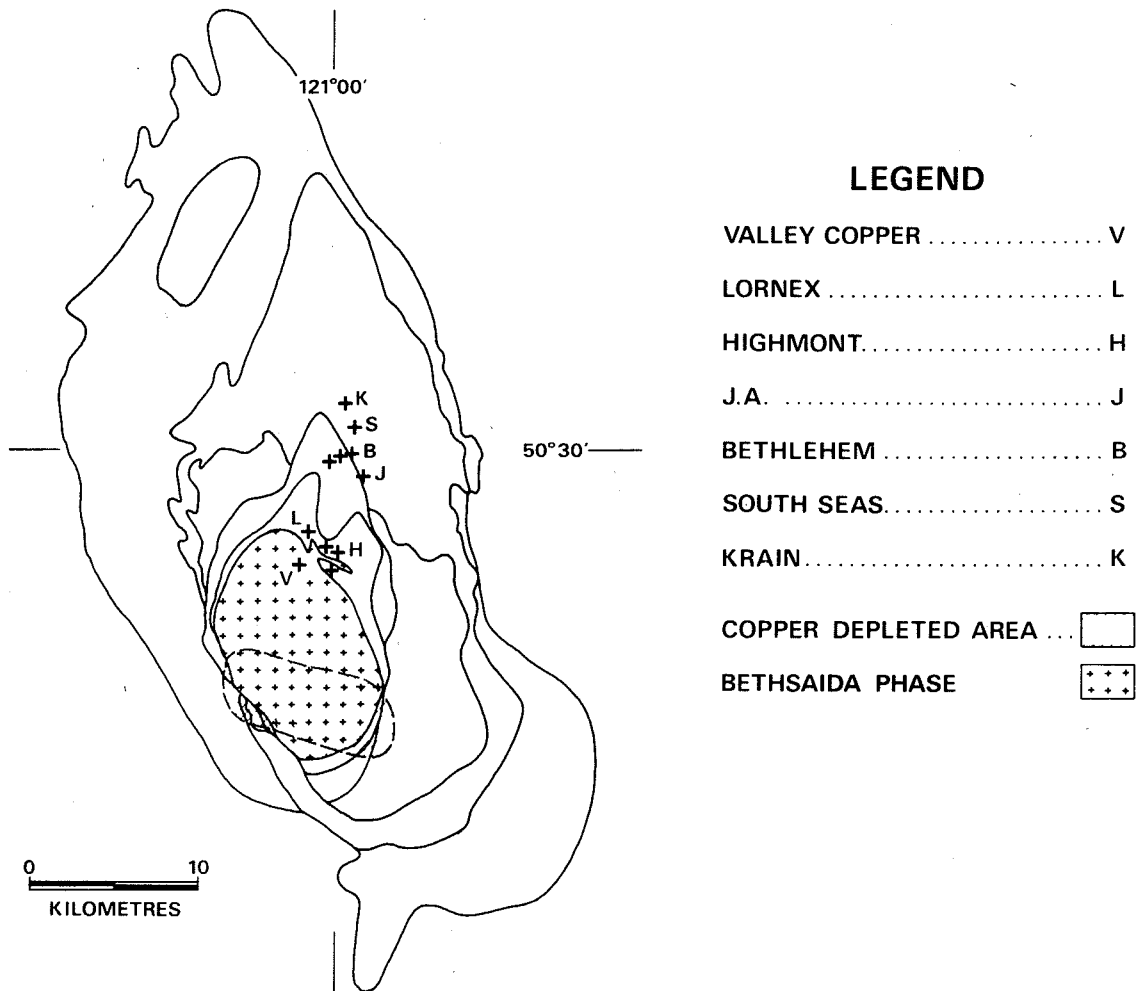 121°00'
50°30'
K
S
B
J
L
H
V
0 10
KILOMETRES
LEGEND
VALLEY COPPER ................ V
LORNEX ......................... L
HIGHMONT...................... H
J.A. ............................. J
BETHLEHEM .................... B
SOUTH SEAS.................... S
KRAIN........................... K
COPPER DEPLETED AREA ...
BETHSAIDA PHASE